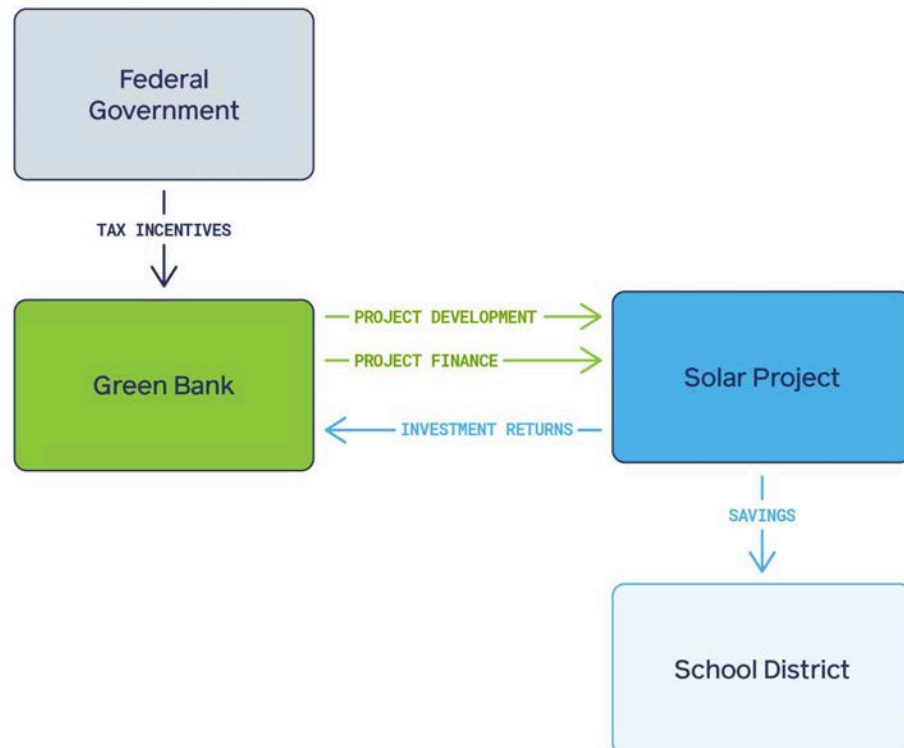 Federal
Government
TAX INCENTIVES
Green Bank
PROJECT DEVELOPMENT
PROJECT FINANCE
INVESTMENT RETURNS
Solar Project
SAVINGS
School District